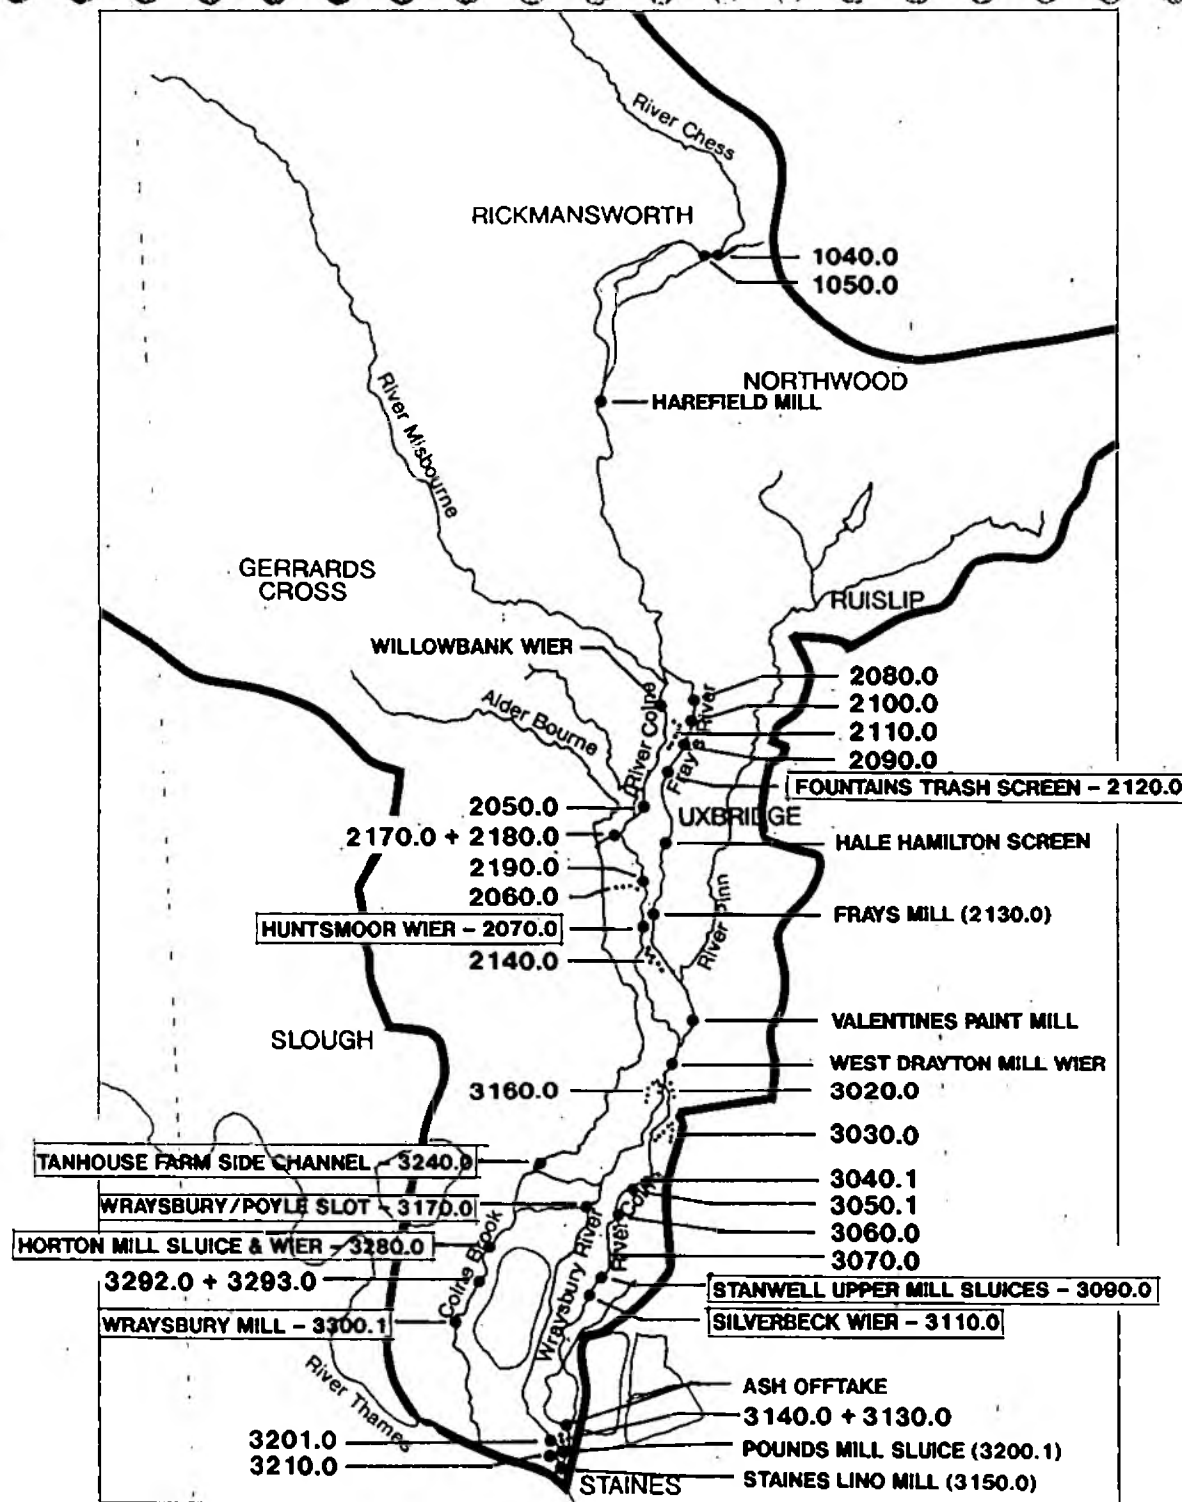 River Chess
RICKMANSWORTH
1040.0
1050.0
NORTHWOOD
HAREFIELD MILL
River Misbourne
GERRARDS
CROSS
RUISLIP
WILLOWBANK WIER
Alder Bourne
River Colne
Fray's River
2080.0
2100.0
2110.0
2090.0
FOUNTAINS TRASH SCREEN - 2120.0
2050.0
UXBRIDGE
2170.0 + 2180.0
HALE HAMILTON SCREEN
2190.0
2060.0
River Pinn
FRAYS MILL (2130.0)
HUNTSMOOR WIER - 2070.0
2140.0
VALENTINES PAINT MILL
SLOUGH
WEST DRAYTON MILL WIER
3160.0
3020.0
3030.0
TANHOUSE FARM SIDE CHANNEL - 3240.0
3040.1
WRAYSBURY/POYLE SLOT - 3170.0
3050.1
River Colne
3060.0
HORTON MILL SLUICE & WIER - 3280.0
3070.0
3292.0 + 3293.0
Colne Brook
Wraysbury River
STANWELL UPPER MILL SLUICES - 3090.0
WRAYSBURY MILL - 3300.1
SILVERBECK WIER - 3110.0
River Thames
ASH OFFTAKE
3140.0 + 3130.0
3201.0
POUNDS MILL SLUICE (3200.1)
3210.0
STAINES LINO MILL (3150.0)
STAINES